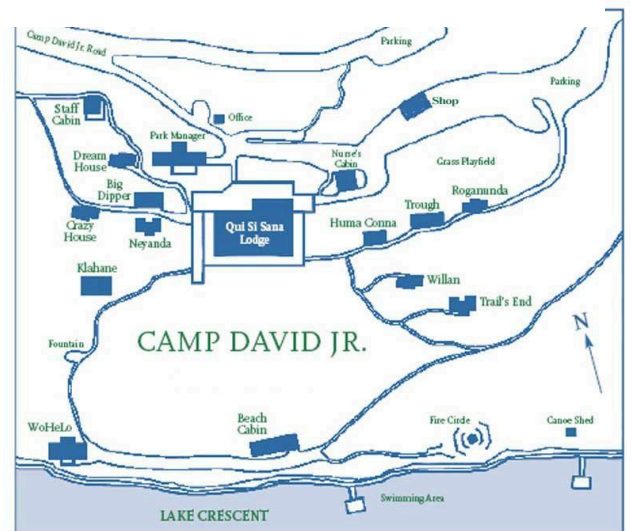 Camp David Jr. Road
Parking
Parking
Staff
Cabin
Office
Shop
Park Manager
Dream
House
Nurse's
Cabin
Grass Playfield
Big
Dipper
Roganunda
Trough
Crazy
House
Neyanda
Qui Si Sana
Lodge
Huma Gonna
Klahane
Willan
Trail's End
N
Fountain
CAMP DAVID JR.
WoHeLo
Beach
Cabin
Fire Circle
Canoe Shed
Swimming Area
LAKE CRESCENT